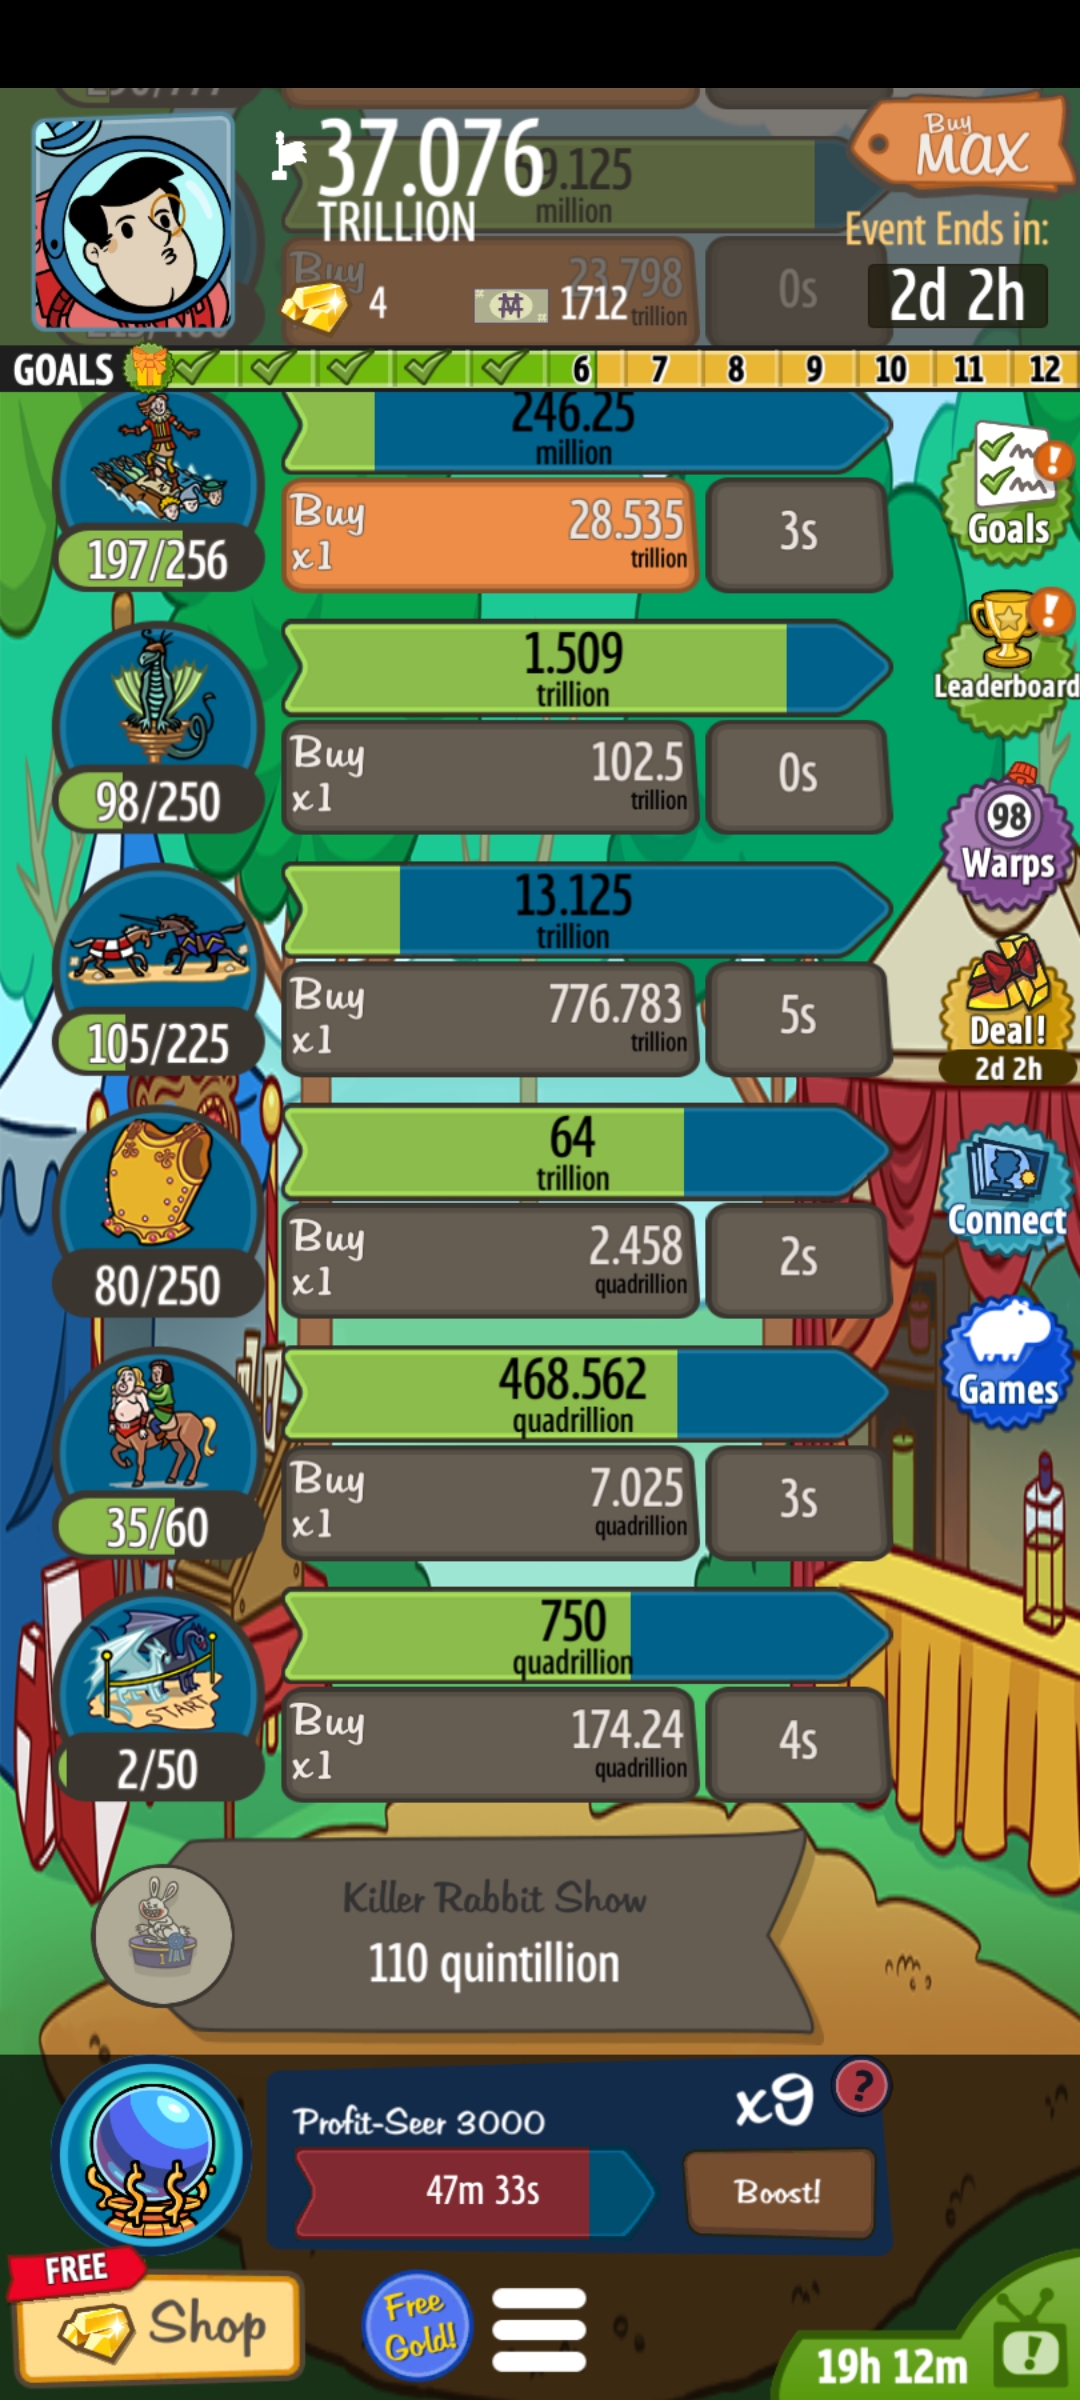 37.076
TRILLION
69.125
million
Buy
MAX
Event Ends in:
2d 2h
Buy
23.798
trillion
0s
4
1712
GOALS
6
7
8
9
10
11
12
246.25
million
Buy
x1
28.535
trillion
3s
197/256
Goals
1.509
trillion
Leaderboard
Buy
x1
102.5
trillion
0s
98/250
98
Warps
13.125
trillion
Buy
x1
776.783
trillion
5s
105/225
Deal!
2d 2h
64
trillion
Buy
x1
2.458
quadrillion
2s
80/250
Connect
468.562
quadrillion
Games
Buy
x1
7.025
quadrillion
3s
35/60
750
quadrillion
START
Buy
x1
174.24
quadrillion
4s
2/50
Killer Rabbit Show
110 quintillion
1
Profit-Seer 3000
x9
?
47m 33s
Boost!
FREE
Shop
Free
Gold!
19h 12m